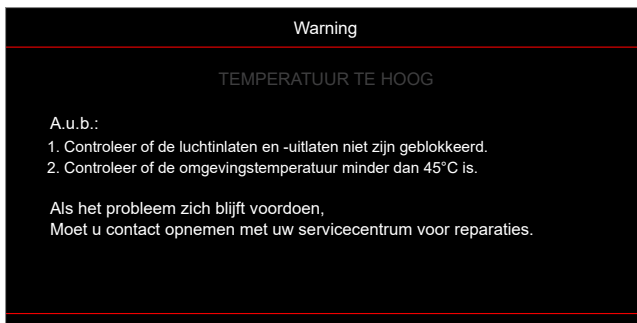 Warning
TEMPERATUUR TE HOOG
A.u.b.:
1. Controleer of de luchtinlaten en -uitlaten niet zijn geblokkeerd.
2. Controleer of de omgevingstemperatuur minder dan 45°C is.
Als het probleem zich blijft voordoen,
Moet u contact opnemen met uw servicecentrum voor reparaties.